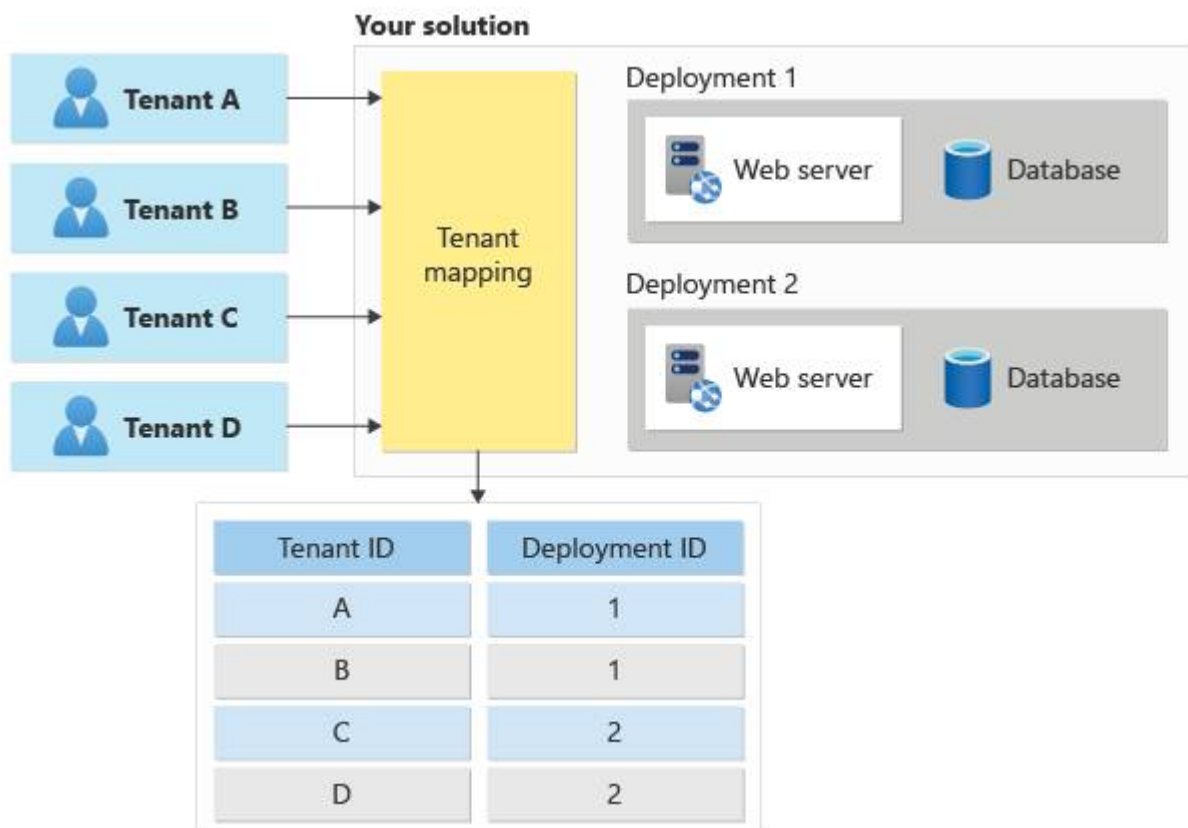 Your solution
Tenant A
Tenant B
Tenant C
Tenant D
Tenant
mapping
Deployment 1
Web server
Database
Deployment 2
Web server
Database
Tenant ID Deployment ID
A 1
B 1
C 2
D 2